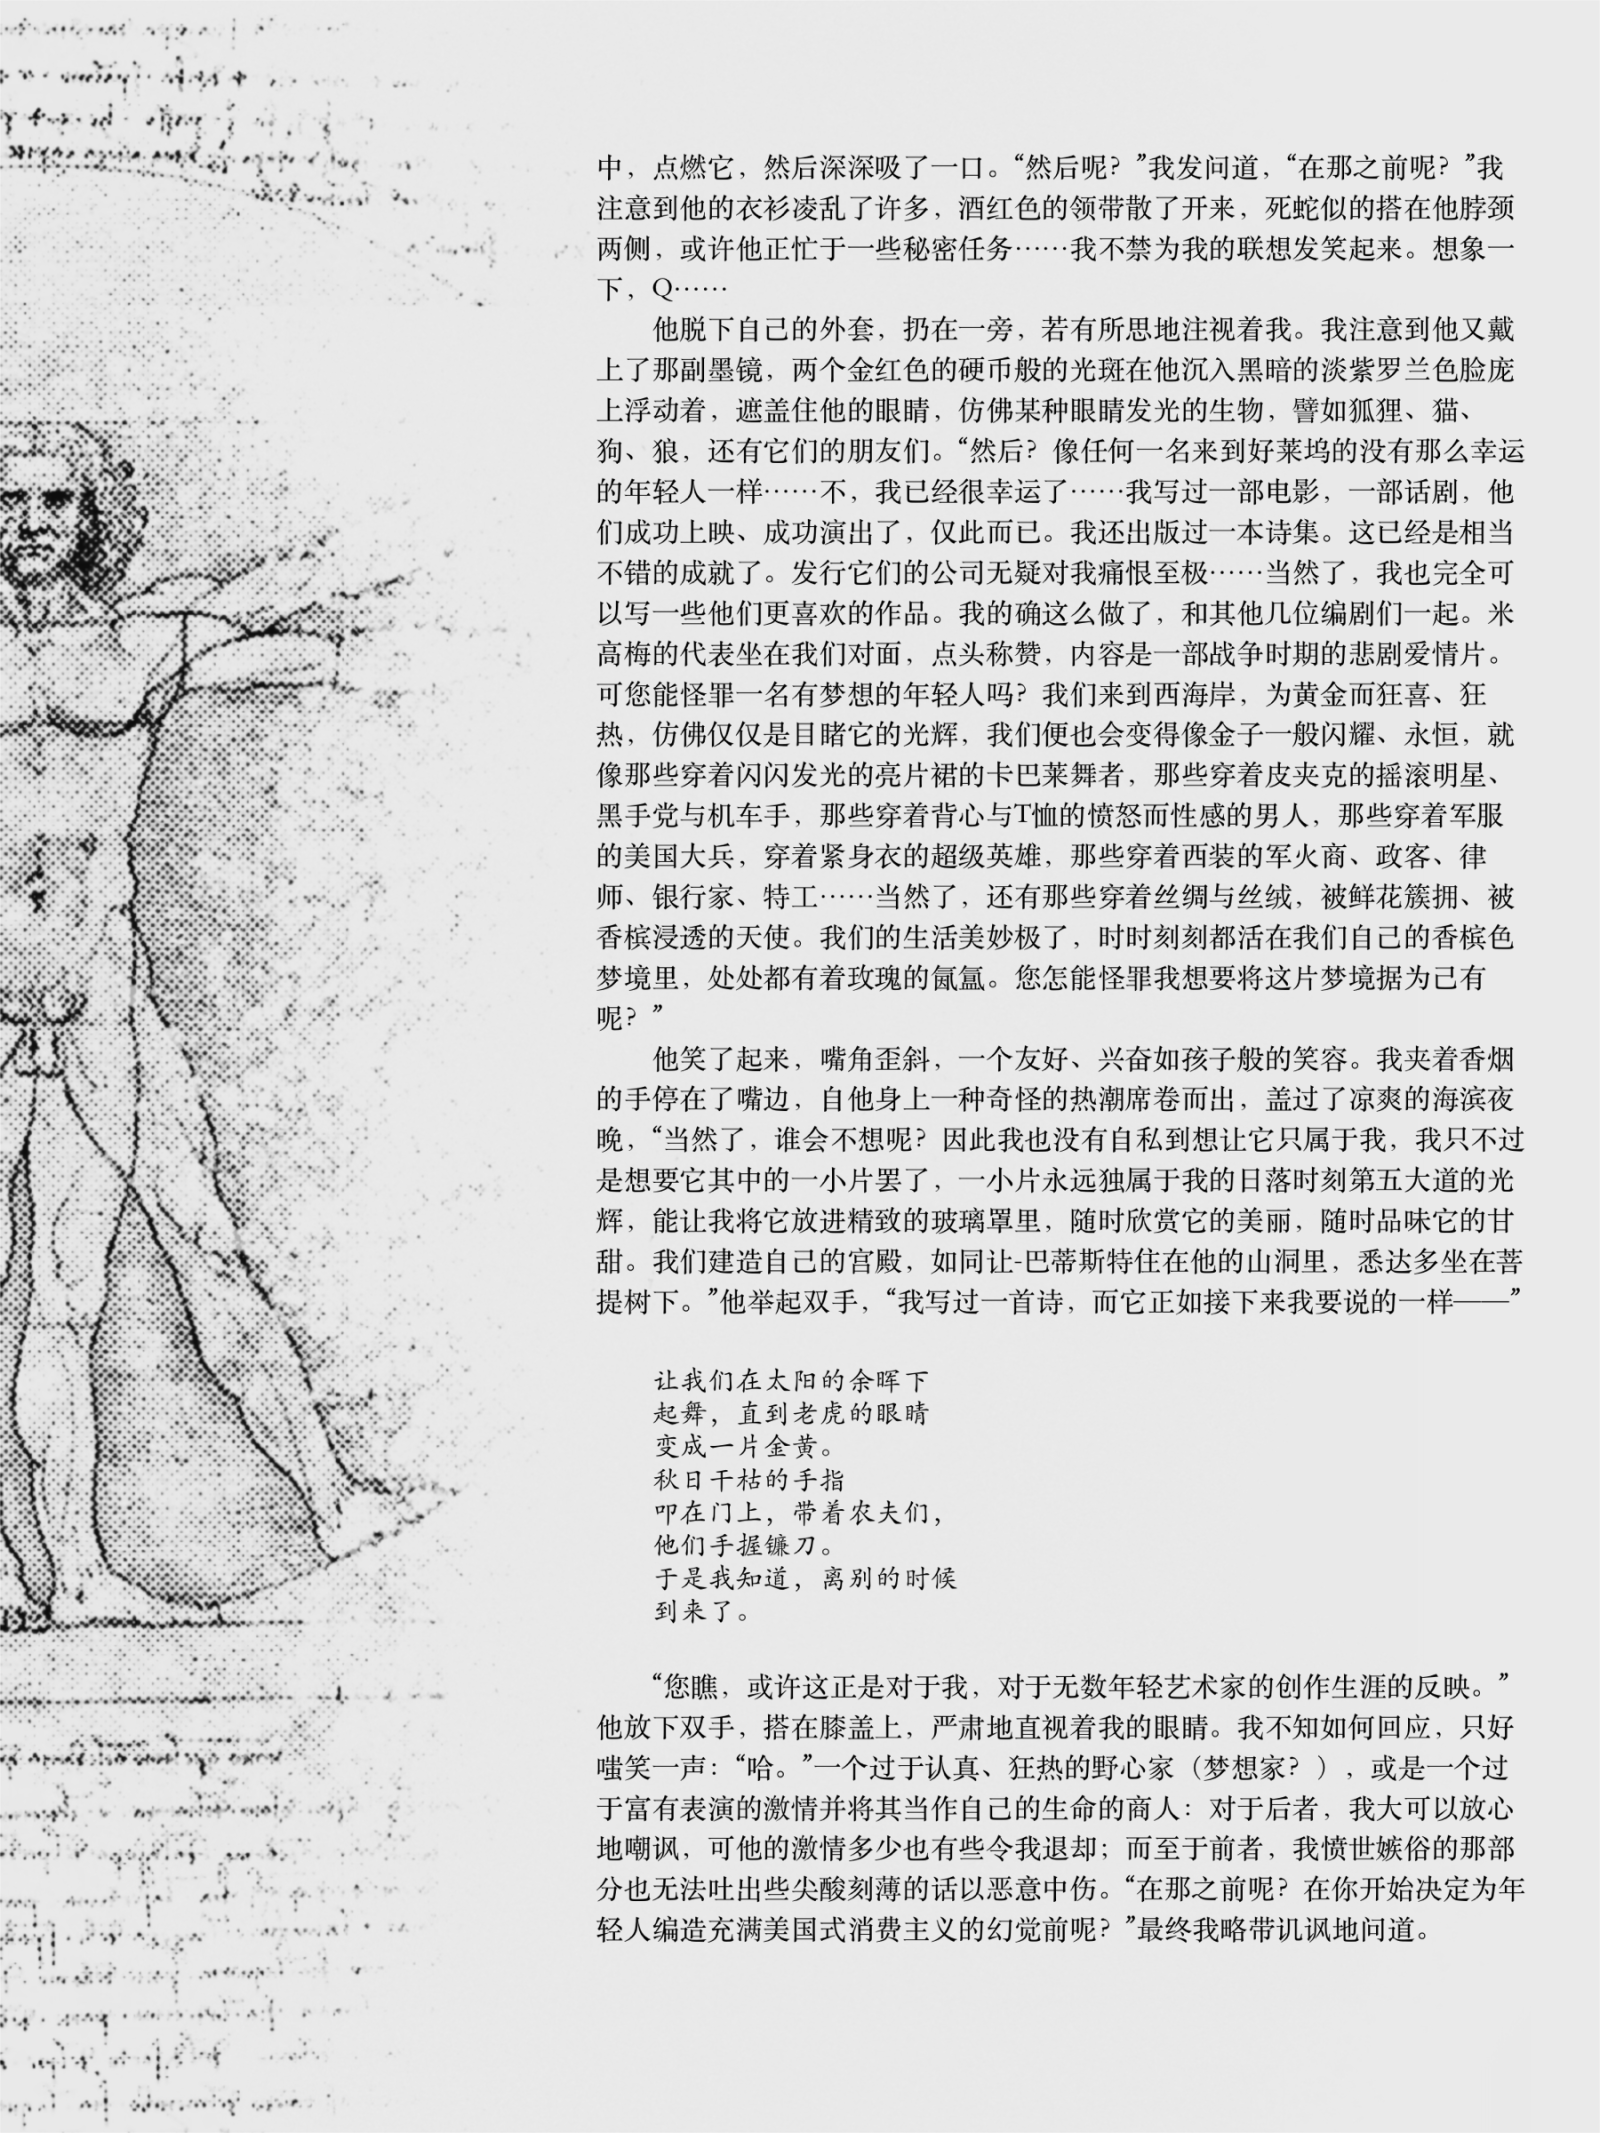 中，点燃它，然后深深吸了一口。“然后呢？”我发问道，“在那之前呢？”我
注意到他的衣衫凌乱了许多，酒红色的领带散了开来，死蛇似的搭在他脖颈
两侧，或许他正忙于一些秘密任务……我不禁为我的联想发笑起来。想象一
下，Q……
他脱下自己的外套，扔在一旁，若有所思地注视着我。我注意到他又戴
上了那副墨镜，两个金红色的硬币般的光斑在他沉入黑暗的淡紫罗兰色脸庞
上浮动着，遮盖住他的眼睛，仿佛某种眼睛发光的生物，譬如狐狸、猫、
狗、狼，还有它们的朋友们。“然后？像任何一名来到好莱坞的没有那么幸运
的年轻人一样……不，我已经很幸运了……我写过一部电影，一部话剧，他
们成功上映、成功演出了，仅此而已。我还出版过一本诗集。这已经是相当
不错的成就了。发行它们的公司无疑对我痛恨至极……当然了，我也完全可
以写一些他们更喜欢的作品。我的确这么做了，和其他几位编剧们一起。米
高梅的代表坐在我们对面，点头称赞，内容是一部战争时期的悲剧爱情片。
可您能怪罪一名有梦想的年轻人吗？我们来到西海岸，为黄金而狂喜、狂
热，仿佛仅仅是目睹它的光辉，我们便也会变得像金子一般闪耀、永恒，就
像那些穿着闪闪发光的亮片裙的卡巴莱舞者，那些穿着皮夹克的摇滚明星、
黑手党与机车手，那些穿着背心与T恤的愤怒而性感的男人，那些穿着军服
的美国大兵，穿着紧身衣的超级英雄，那些穿着西装的军火商、政客、律
师、银行家、特工……当然了，还有那些穿着丝绸与丝绒，被鲜花簇拥、被
香槟浸透的天使。我们的生活美妙极了，时时刻刻都活在我们自己的香槟色
梦境里，处处都有着玫瑰的氤氲。您怎能怪罪我想要将这片梦境据为己有
呢？”
他笑了起来，嘴角歪斜，一个友好、兴奋如孩子般的笑容。我夹着香烟
的手停在了嘴边，自他身上一种奇怪的热潮席卷而出，盖过了凉爽的海滨夜
晚，“当然了，谁会不想呢？因此我也没有自私到想让它只属于我，我只不过
是想要它其中的一小片罢了，一小片永远独属于我的日落时刻第五大道的光
辉，能让我将它放进精致的玻璃罩里，随时欣赏它的美丽，随时品味它的甘
甜。我们建造自己的宫殿，如同让-巴蒂斯特住在他的山洞里，悉达多坐在菩
提树下。”他举起双手，“我写过一首诗，而它正如接下来我要说的一样——”
让我们在太阳的余晖下
起舞，直到老虎的眼睛
变成一片金黄。
秋日干枯的手指
叩在门上，带着农夫们，
他们手握镰刀。
于是我知道，离别的时候
到来了。
“您瞧，或许这正是对于我，对于无数年轻艺术家的创作生涯的反映。”
他放下双手，搭在膝盖上，严肃地直视着我的眼睛。我不知如何回应，只好
嗤笑一声：“哈。”一个过于认真、狂热的野心家（梦想家？），或是一个过
于富有表演的激情并将其当作自己的生命的商人：对于后者，我大可以放心
地嘲讽，可他的激情多少也有些令我退却；而至于前者，我愤世嫉俗的那部
分也无法吐出些尖酸刻薄的话以恶意中伤。“在那之前呢？在你开始决定为年
轻人编造充满美国式消费主义的幻觉前呢？”最终我略带讥讽地问道。